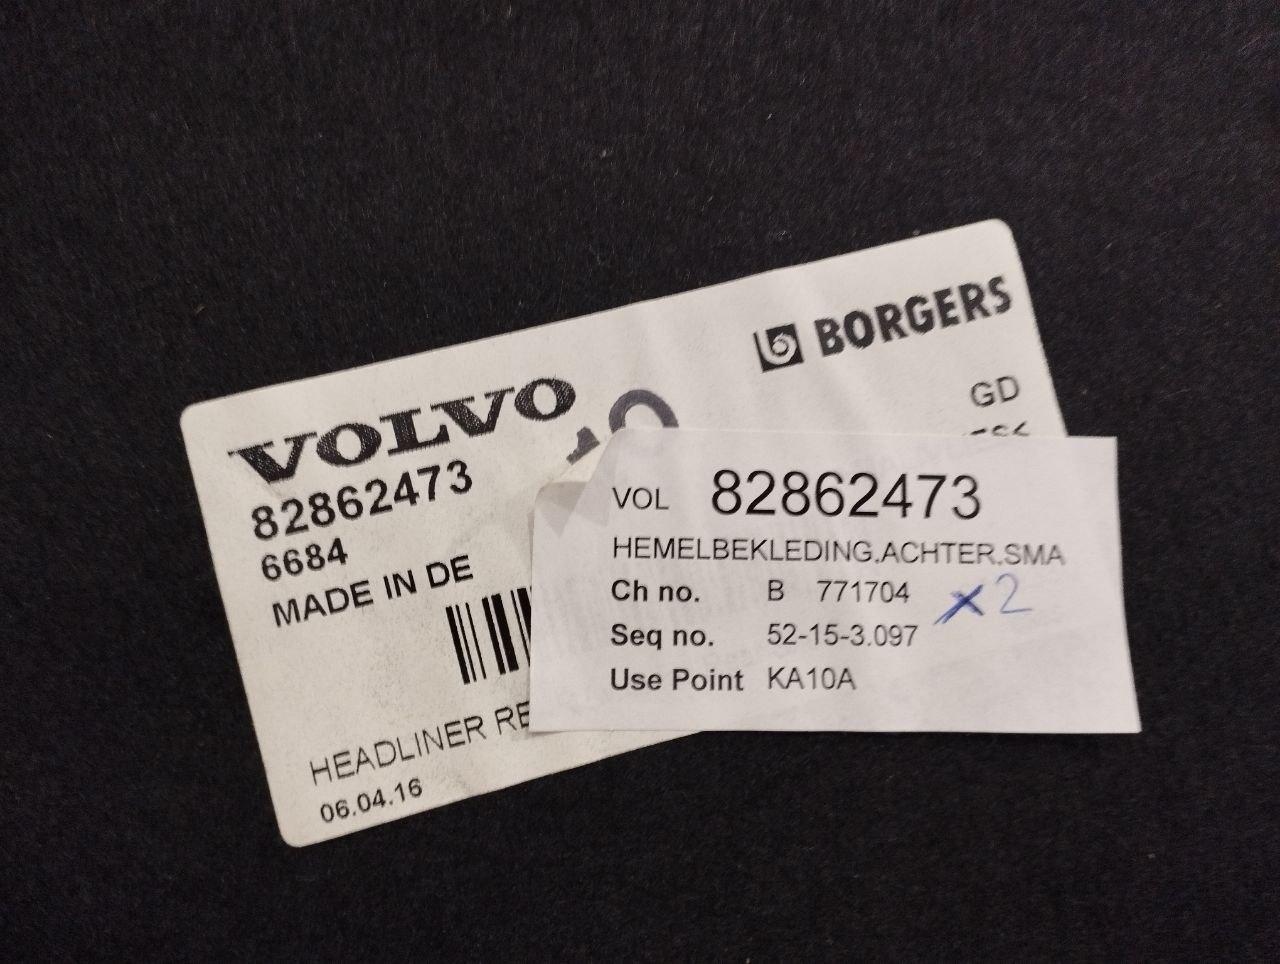 VOLVO
BORGERS
82862473
GD
6684
MADE IN DE
HEADLINER RE
06.04.16
VOL 82862473
HEMELBEKLEDING.ACHTER.SMA
Ch no. B 771704 x2
Seq no. 52-15-3.097
Use Point KA10A